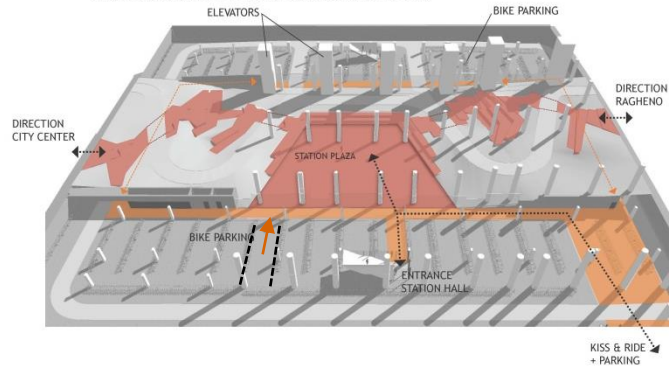 ELEVATORS
BIKE PARKING
DIRECTION
CITY CENTER
DIRECTION
RAGHENO
STATION PLAZA
BIKE PARKING
ENTRANCE
STATION HALL
KISS & RIDE
+ PARKING